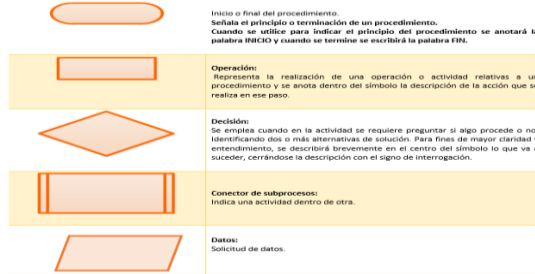 Inicio o final del procedimiento.
Señala el principio o terminación de un procedimiento.
Cuando se utilice para indicar el principio del procedimiento se anotará la
palabra INICIO y cuando se termine se escribirá la palabra FIN.
Operación:
Representa la realización de una operación o actividad relativas a un
procedimiento y se anota dentro del símbolo la descripción de la acción que se
realiza en ese paso.
Decisión:
Se emplea cuando en la actividad se requiere preguntar si algo procede o no,
identificando dos o más alternativas de solución. Para fines de mayor claridad y
entendimiento, se describirá brevemente en el centro del símbolo lo que va a
suceder, cerrándose la descripción con el signo de interrogación.
Conector de subprocesos:
Indica una actividad dentro de otra.
Datos:
Solicitud de datos.